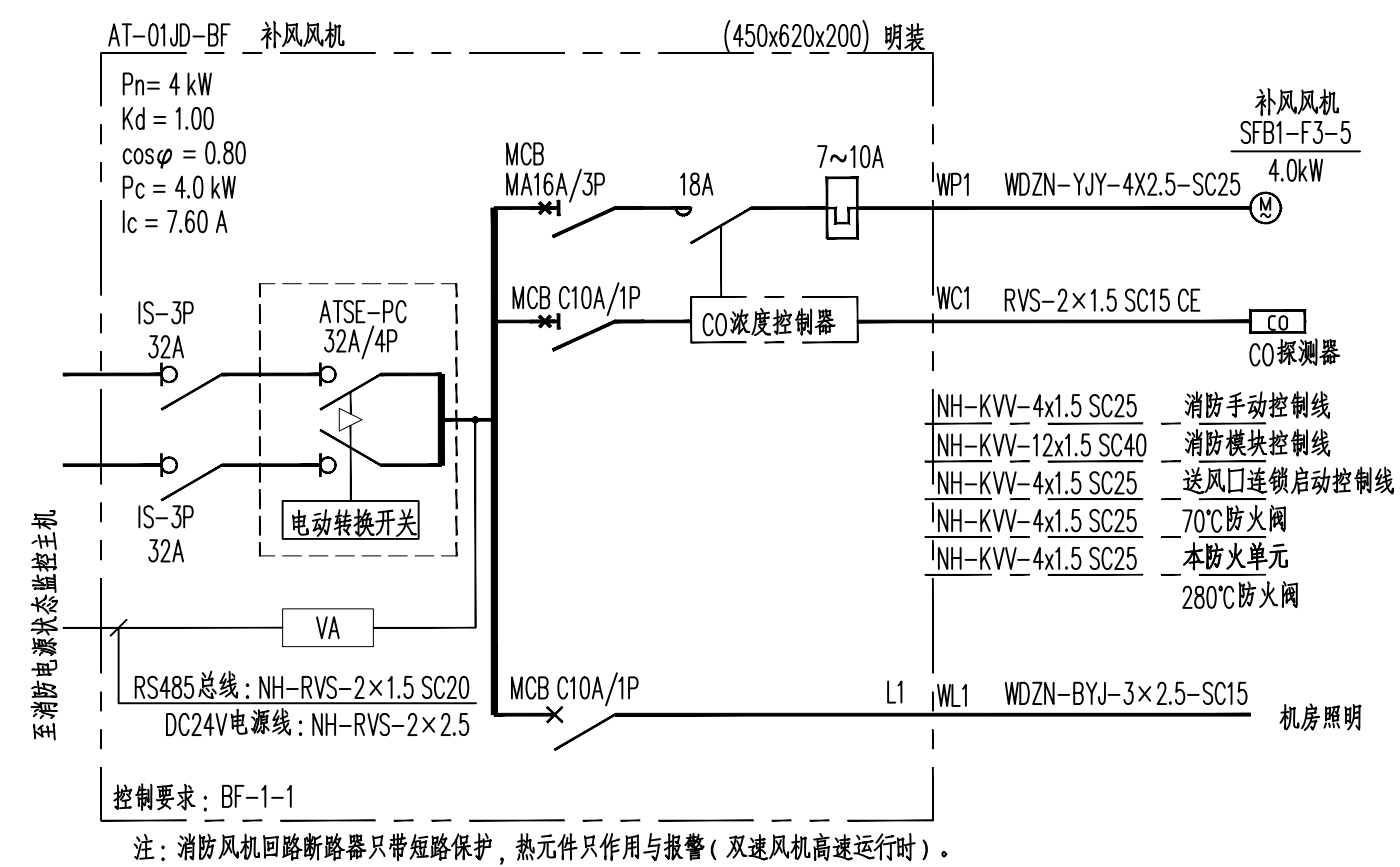 AT-01JD-BF 补风风机
(450x620x200) 明装
Pn= 4 kW
Kd = 1.00
cosφ = 0.80
Pc = 4.0 kW
Ic = 7.60 A
补风风机
SFB1-F3-5
4.0kW
MCB
MA16A/3P
18A
7~10A
WP1 WDZN-YJY-4X2.5-SC25
M
~
MCB C10A/1P
CO浓度控制器
WC1 RVS-2×1.5 SC15 CE
CO
CO探测器
IS-3P
32A
ATSE-PC
32A/4P
电动转换开关
IS-3P
32A
NH-KVV-4x1.5 SC25 消防手动控制线
NH-KVV-12x1.5 SC40 消防模块控制线
NH-KVV-4x1.5 SC25 送风口连锁启动控制线
NH-KVV-4x1.5 SC25 70℃防火阀
NH-KVV-4x1.5 SC25 本防火单元
280℃防火阀
至消防电源状态监控主机
VA
RS485总线：NH-RVS-2×1.5 SC20
DC24V电源线：NH-RVS-2×2.5
MCB C10A/1P
L1
WL1 WDZN-BYJ-3×2.5-SC15
机房照明
控制要求：BF-1-1
注：消防风机回路断路器只带短路保护，热元件只作用与报警(双速风机高速运行时)。